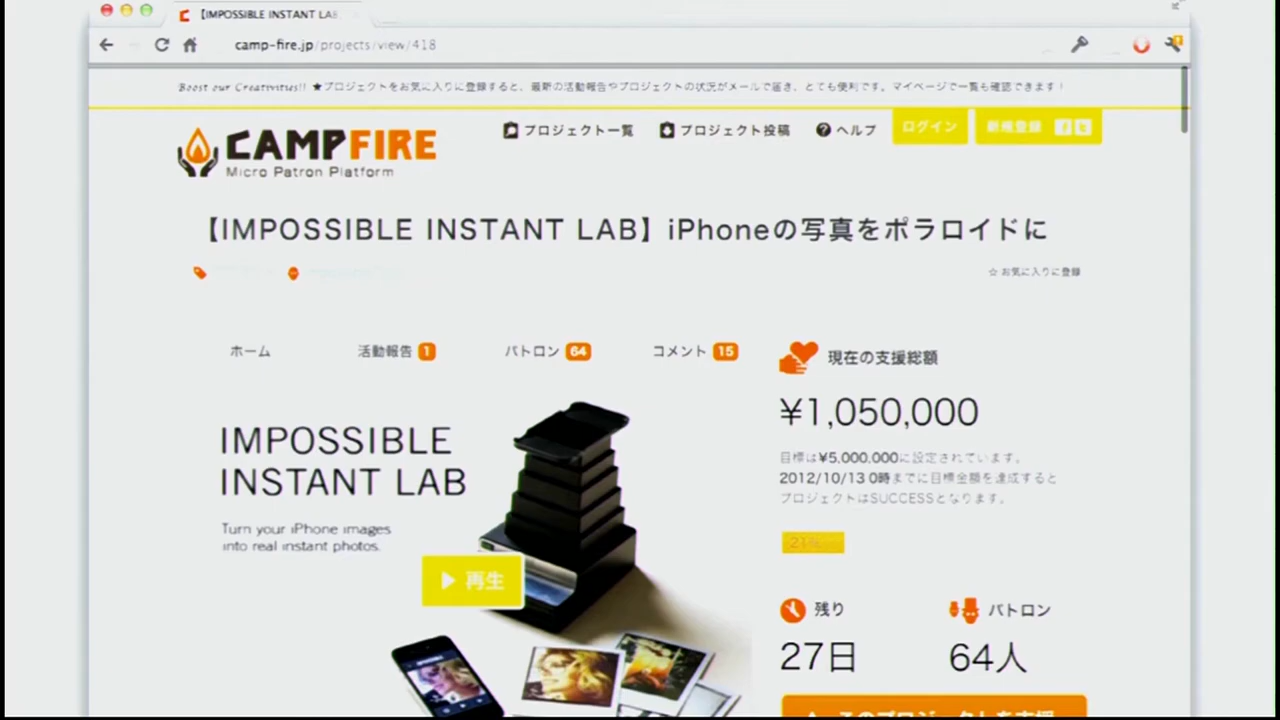 【IMPOSSIBLE INSTANT LAB
camp-fire.jp/projects/view/418
Boost our Creativities!! ★プロジェクトをお気に入りに登録すると、最新の活動報告やプロジェクトの状況がメールで届き、とても便利です。マイページで一覧も確認できます！
CAMPFIRE
Micro Patron Platform
プロジェクト一覧
プロジェクト投稿
ヘルプ
ログイン
新規登録
【IMPOSSIBLE INSTANT LAB】iPhoneの写真をポラロイドに
☆お気に入りに登録
ホーム
活動報告 1
パトロン 64
コメント 15
現在の支援総額
¥1,050,000
目標は¥5,000,000に設定されています。
2012/10/13 0時までに目標金額を達成すると
プロジェクトはSUCCESSとなります。
21%
IMPOSSIBLE
INSTANT LAB
Turn your iPhone images
into real instant photos.
再生
残り
27日
パトロン
64人
このプロジェクトを支援